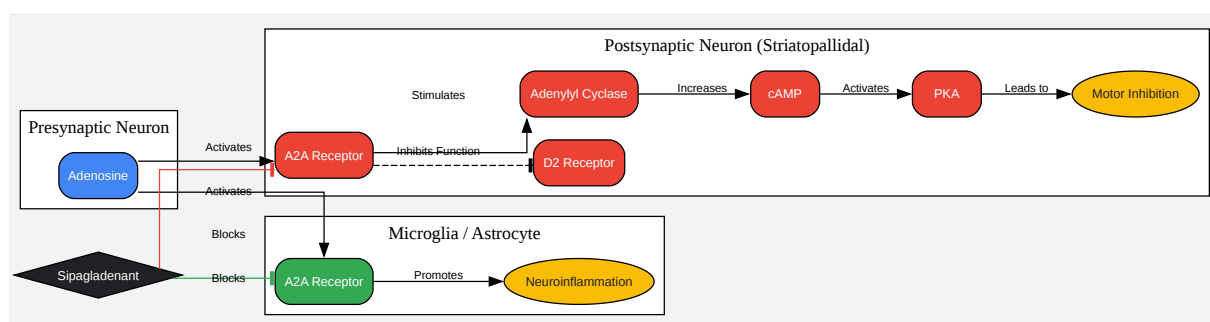 Postsynaptic Neuron (Striatopallidal)
Stimulates
Adenylyl Cyclase
Increases
cAMP
Activates
PKA
Leads to
Motor Inhibition
Presynaptic Neuron
Adenosine
Activates
A2A Receptor
Inhibits Function
D2 Receptor
Activates
Blocks
Microglia / Astrocyte
Sipagladenant
Blocks
A2A Receptor
Promotes
Neuroinflammation